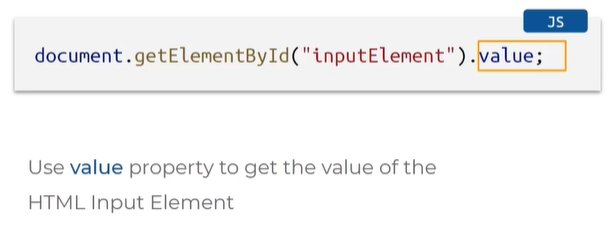 JS
document.getElementById("inputElement").value;
Use value property to get the value of the
HTML Input Element